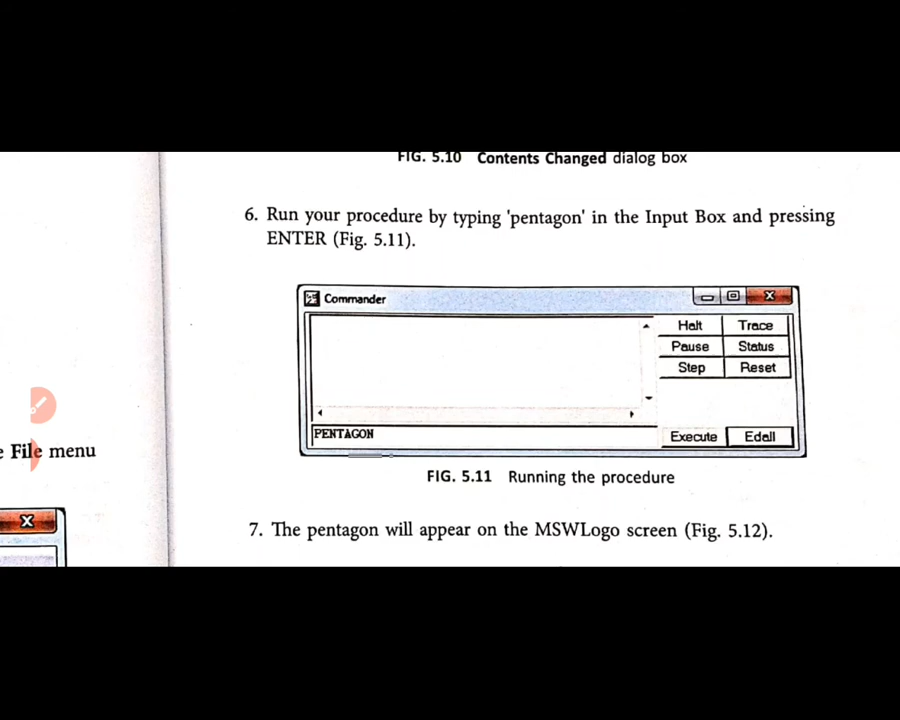 FIG. 5.10 Contents Changed dialog box
6. Run your procedure by typing 'pentagon' in the Input Box and pressing
ENTER (Fig. 5.11).
Commander
Halt Trace
Pause Status
Step Reset
PENTAGON
Execute Edall
FIG. 5.11 Running the procedure
7. The pentagon will appear on the MSWLogo screen (Fig. 5.12).
File menu